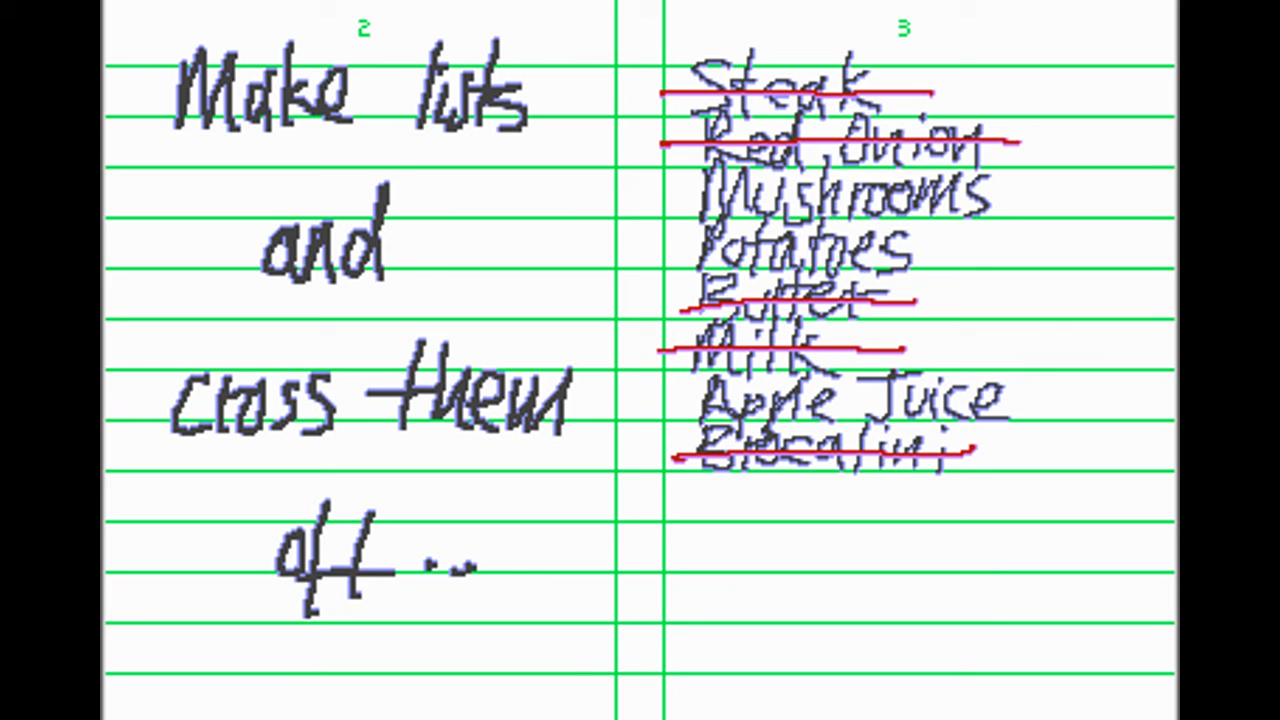 2
Make lists
and
cross them
off...
3
Steak
Red Onion
Mushrooms
Potatoes
Butter
Milk
Apple Juice